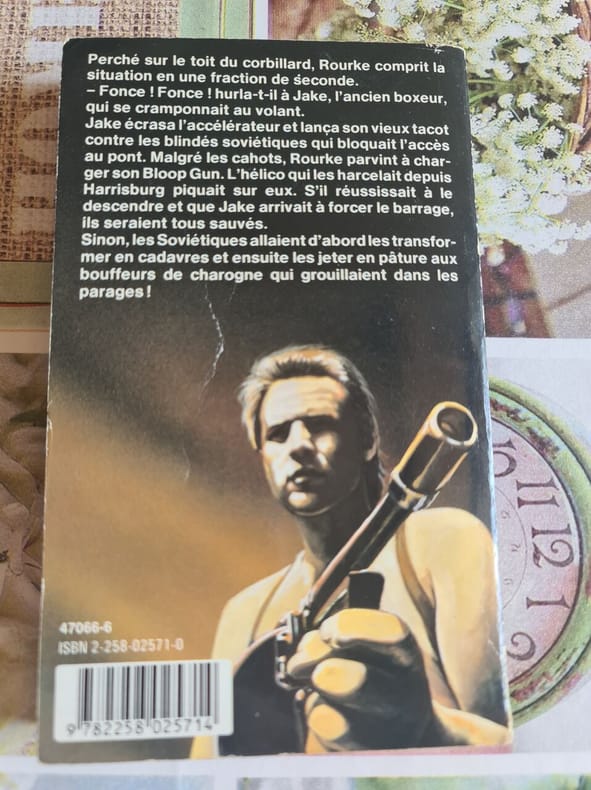 Perché sur le toit du corbillard, Rourke comprit la
situation en une fraction de seconde.
– Fonce ! Fonce ! hurla-t-il à Jake, l'ancien boxeur,
qui se cramponnait au volant.
Jake écrasa l'accélérateur et lança son vieux tacot
contre les blindés soviétiques qui bloquait l'accès
au pont. Malgré les cahots, Rourke parvint à char-
ger son Bloop Gun. L'hélico qui les harcelait depuis
Harrisburg piquait sur eux. S'il réussissait à le
descendre et que Jake arrivait à forcer le barrage,
ils seraient tous sauvés.
Sinon, les Soviétiques allaient d'abord les transfor-
mer en cadavres et ensuite les jeter en pâture aux
bouffeurs de charogne qui grouillaient dans les
parages !
47066-6
ISBN 2-258-02571-0
9 782258 025714
10
11
12
1
2